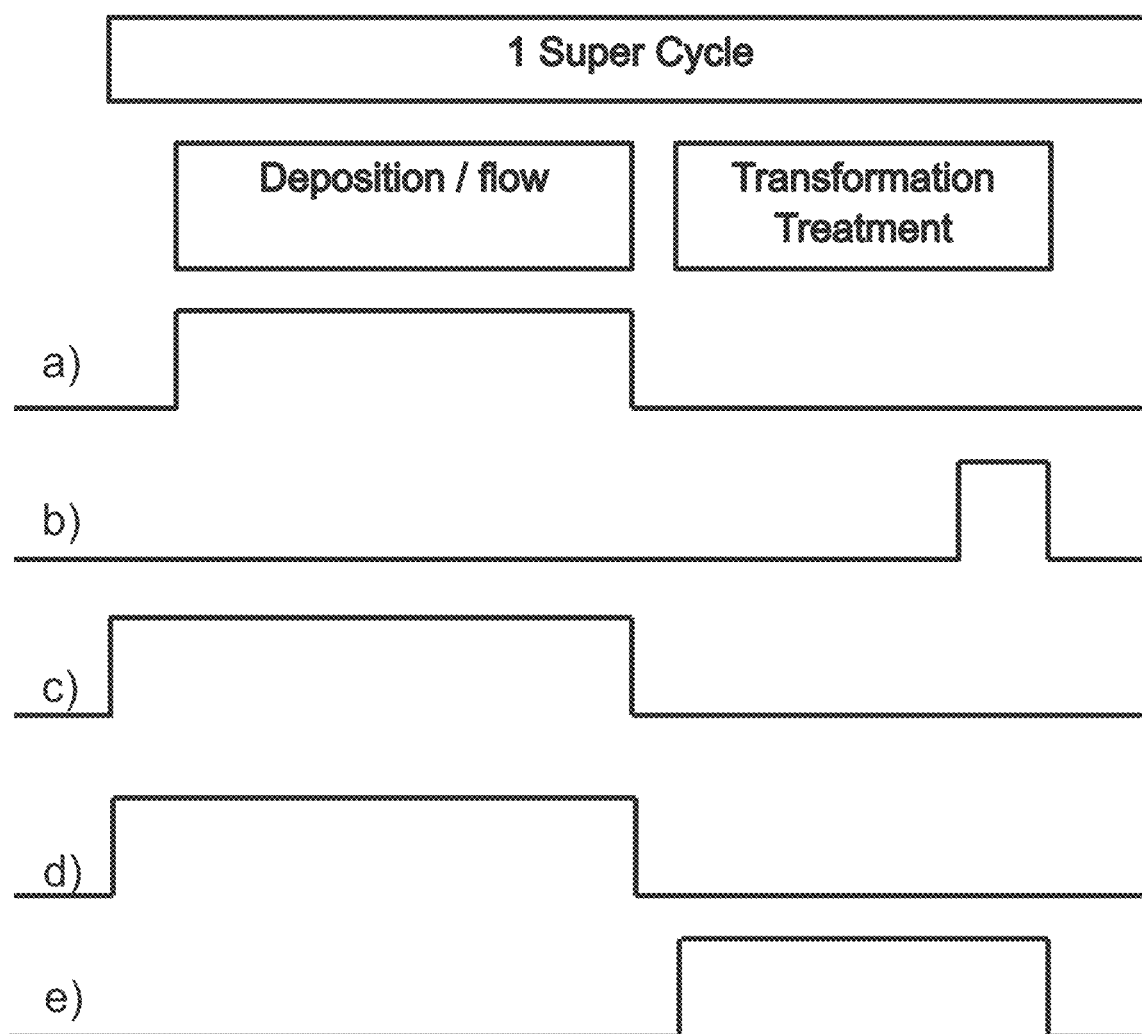 1 Super Cycle
Deposition / flow
Transformation
Treatment
a)
b)
c)
d)
e)